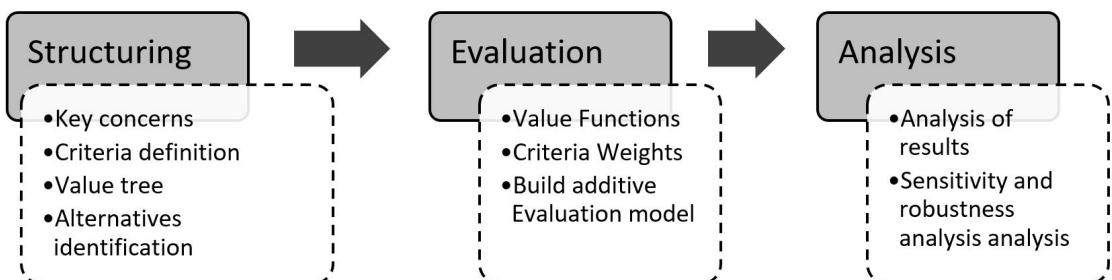 Structuring
•Key concerns
•Criteria definition
•Value tree
•Alternatives
identification
Evaluation
•Value Functions
•Criteria Weights
•Build additive
Evaluation model
Analysis
•Analysis of
results
•Sensitivity and
robustness
analysis analysis